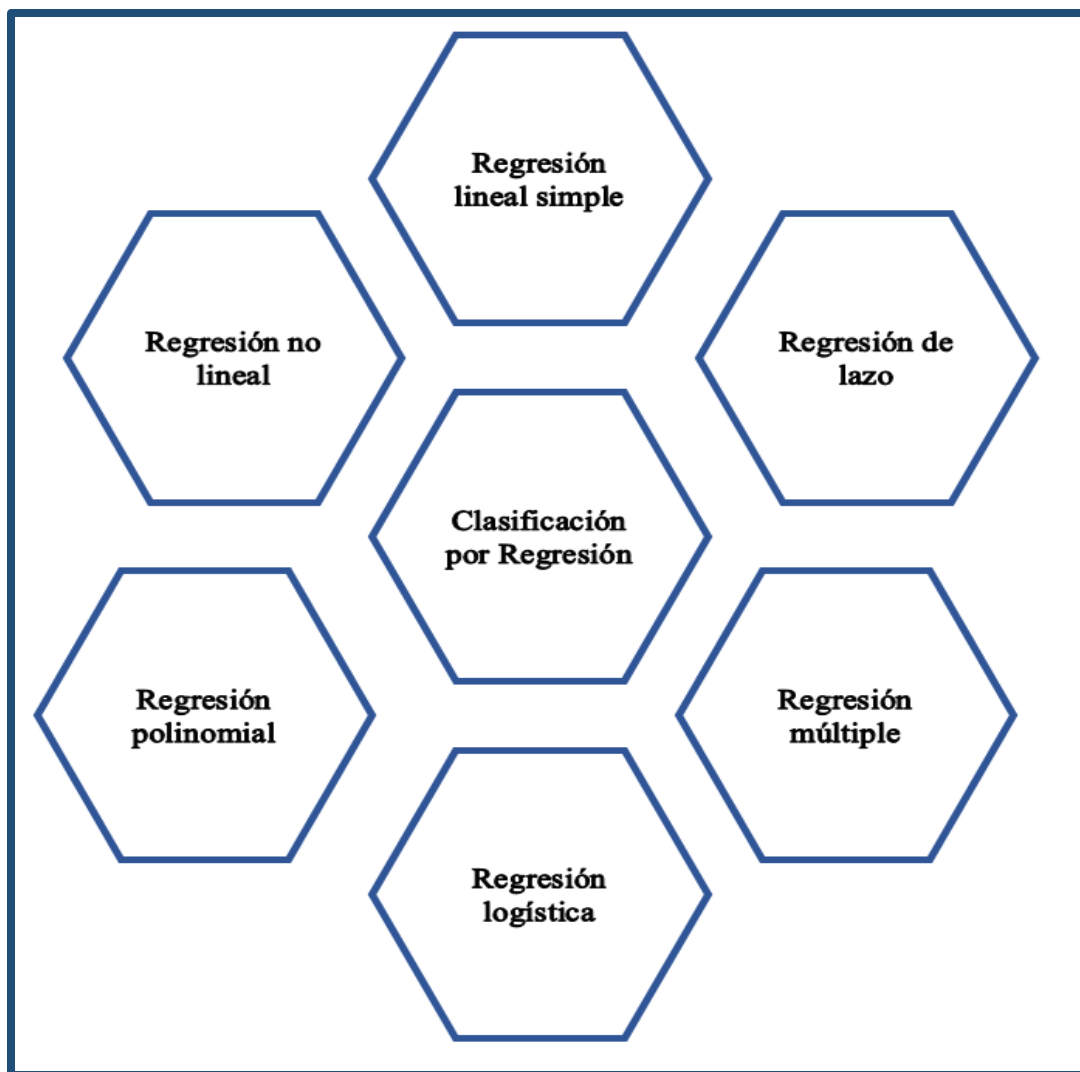 Regresión
lineal simple
Regresión no
lineal
Regresión de
lazo
Clasificación
por Regresión
Regresión
polinomial
Regresión
múltiple
Regresión
logística